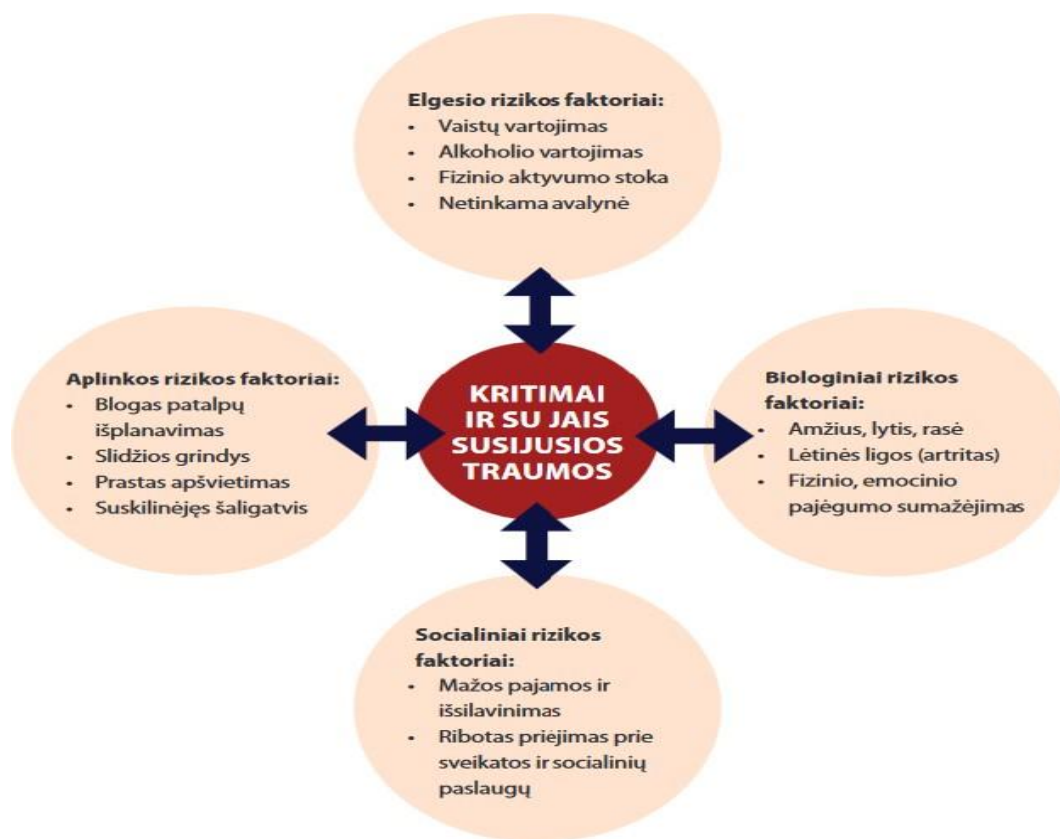 Elgesio rizikos faktoriai:
• Vaistų vartojimas
• Alkoholio vartojimas
• Fizinio aktyvumo stoka
• Netinkama avalynė
Aplinkos rizikos faktoriai:
• Blogas patalpų
išplanavimas
• Slidžios grindys
• Prastas apšvietimas
• Suskilinėjęs šaligatvis
KRITIMAI
IR SU JAIS
SUSIJUSIOS
TRAUMOS
Biologiniai rizikos
faktoriai:
• Amžius, lytis, rasė
• Lėtinės ligos (artritas)
• Fizinio, emocinio
pajėgumo sumažėjimas
Socialiniai rizikos
faktoriai:
• Mažos pajamos ir
išsilavinimas
• Ribotas priėjimas prie
sveikatos ir socialinių
paslaugų